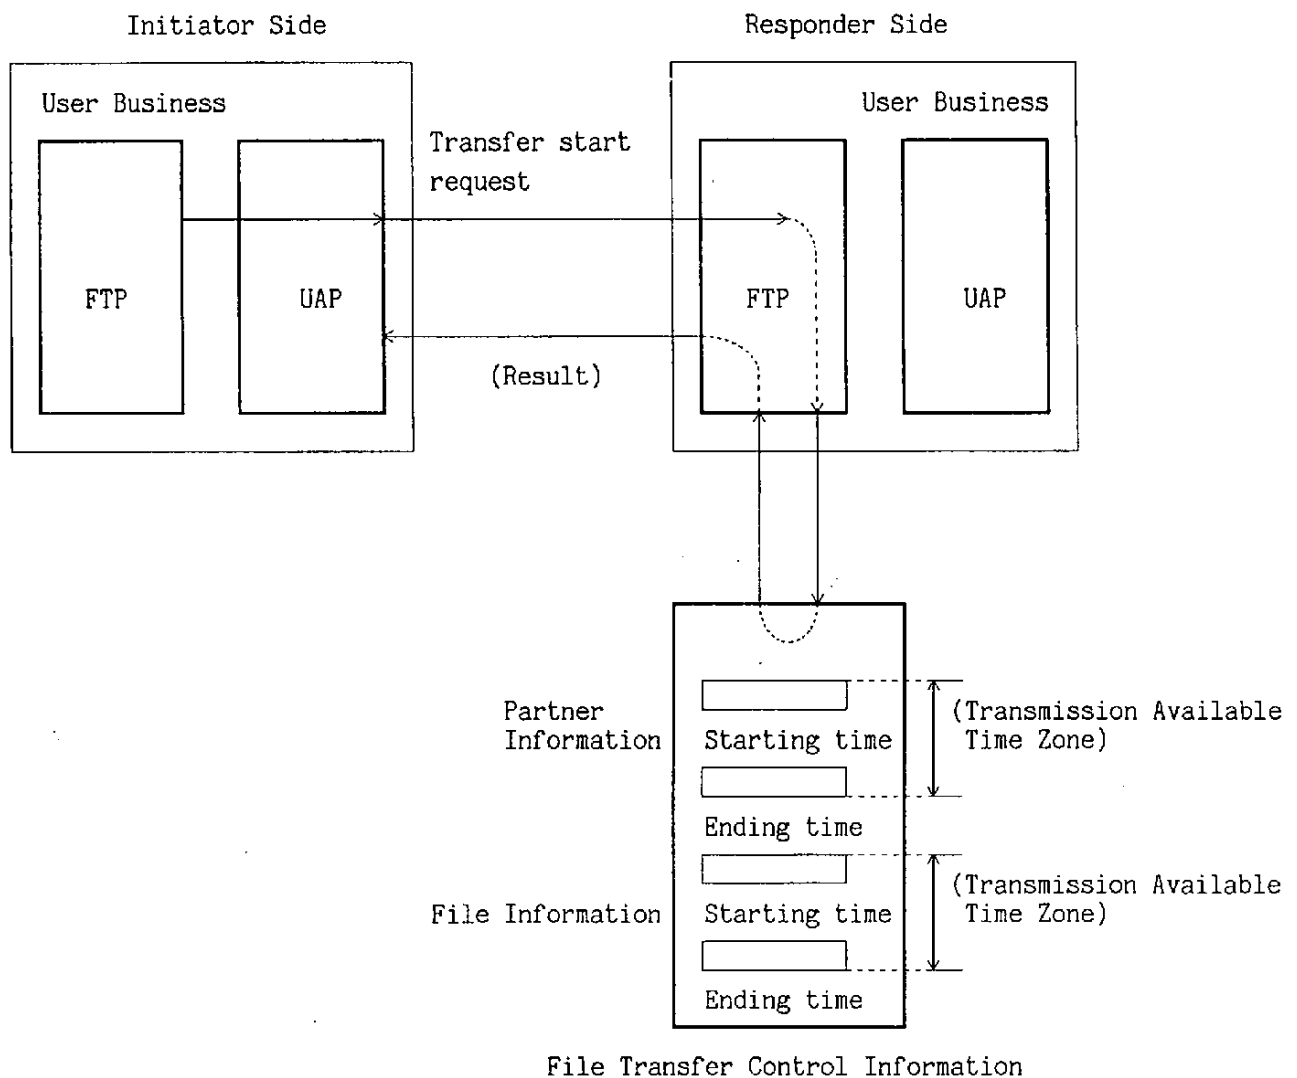 Initiator Side
Responder Side
User Business
User Business
Transfer start
request
FTP
UAP
FTP
UAP
(Result)
Partner
Information
Starting time
(Transmission Available
Time Zone)
Ending time
File Information
Starting time
(Transmission Available
Time Zone)
Ending time
File Transfer Control Information